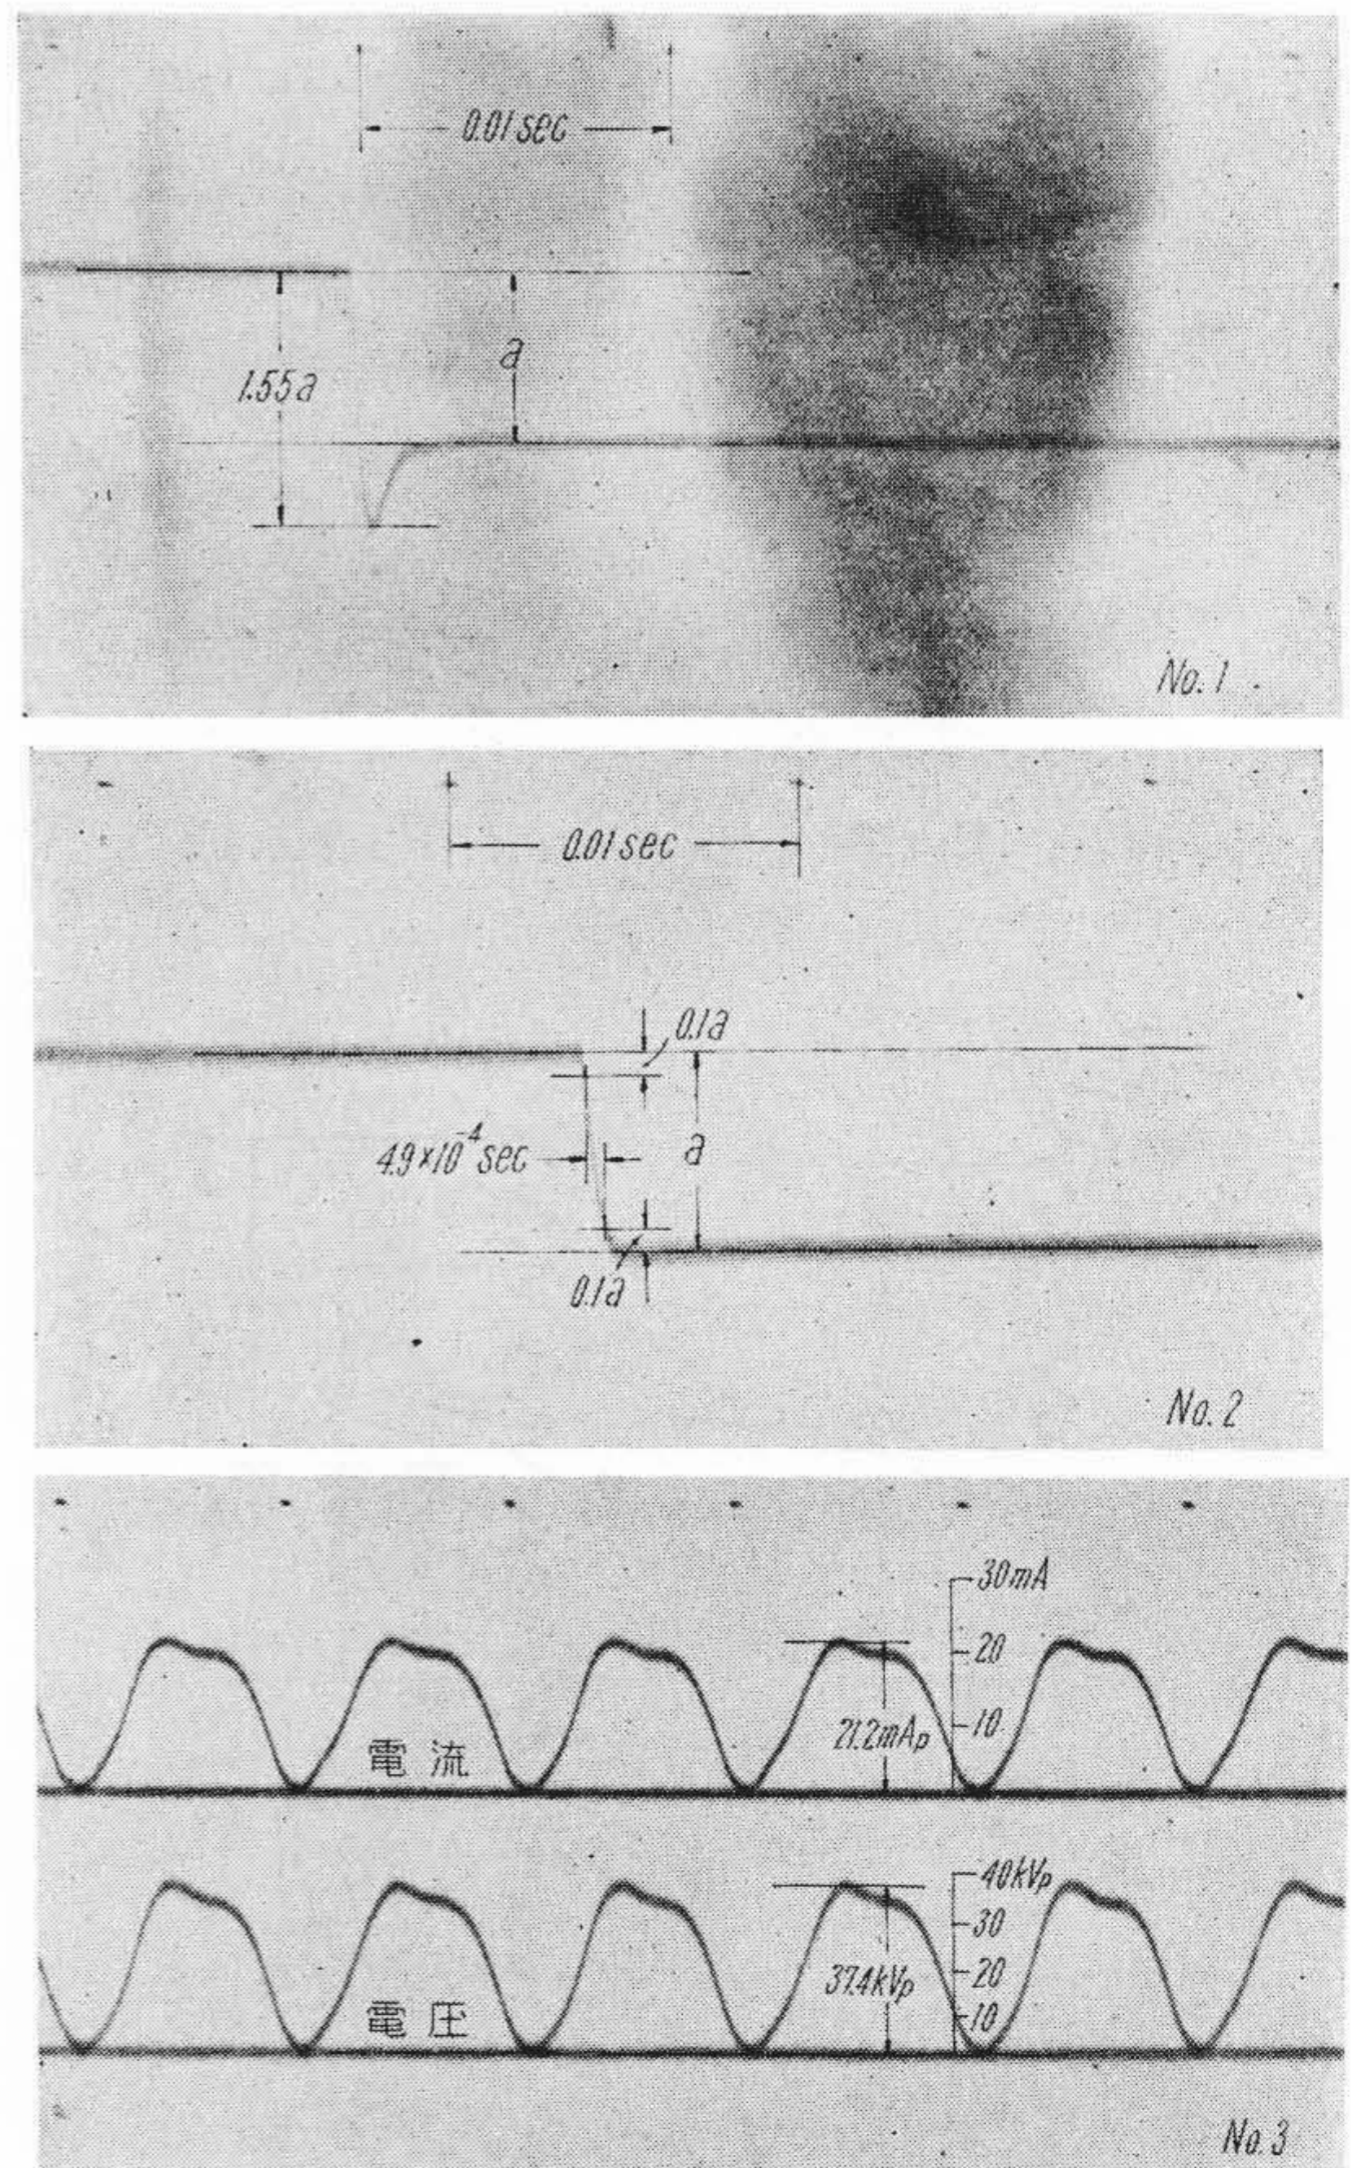 0.01 sec
a
1.55a
No. 1
0.01 sec
0.1a
4.9×10⁻⁴ sec
a
0.1a
No. 2
30mA
20
21.2mAp
10
電流
40kVp
30
37.4kVp
20
10
電圧
No. 3